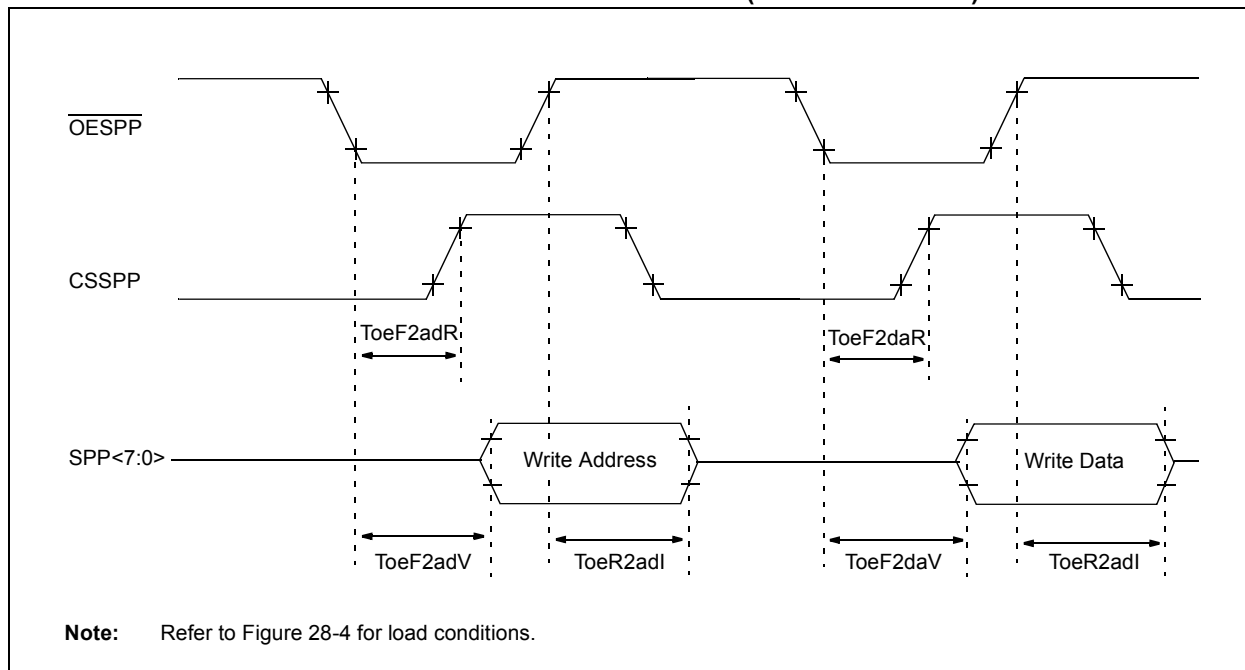 OESPP
CSSPP
ToeF2adR
ToeF2daR
SPP<7:0>
Write Address
Write Data
ToeF2adV
ToeR2adI
ToeF2daV
ToeR2adI
Note: Refer to Figure 28-4 for load conditions.